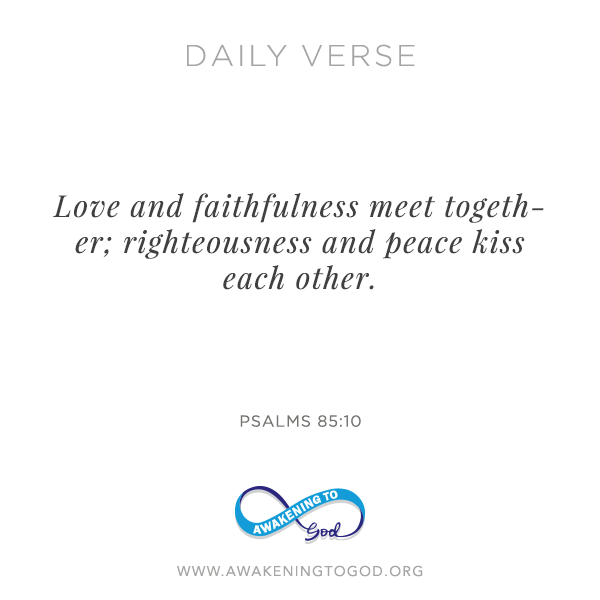 DAILY VERSE
Love and faithfulness meet togeth-
er; righteousness and peace kiss
each other.
PSALMS 85:10
AWAKENING TO
God
WWW.AWAKENINGTOGOD.ORG